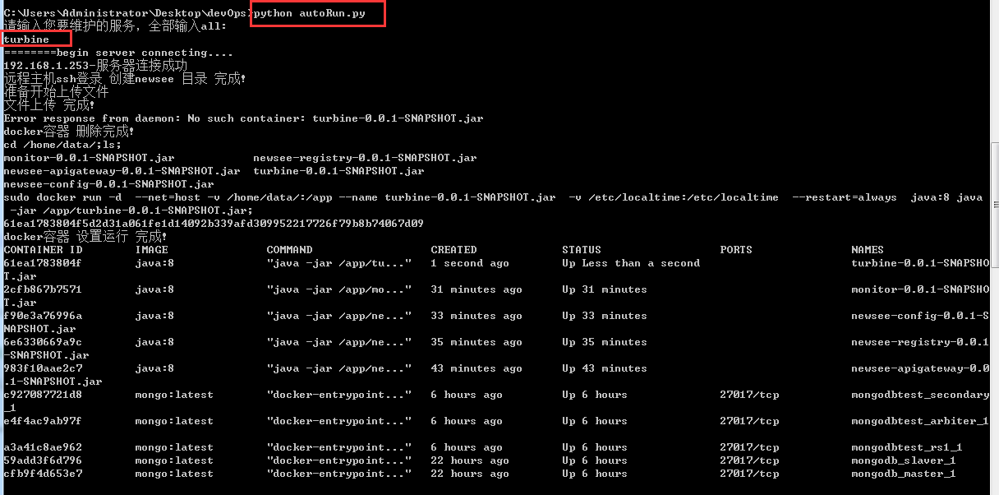 C:\Users\Administrator\Desktop\devOps>python autoRun.py
请输入您要维护的服务, 全部输入all:
turbine
========begin server connecting....
192.168.1.253-服务器连接成功
远程主机ssh登录 创建newsee 目录 完成!
准备开始上传文件
文件上传 完成!
Error response from daemon: No such container: turbine-0.0.1-SNAPSHOT.jar
docker容器 删除完成!
cd /home/data/;ls;
monitor-0.0.1-SNAPSHOT.jar            newsee-registry-0.0.1-SNAPSHOT.jar
newsee-apigateway-0.0.1-SNAPSHOT.jar  turbine-0.0.1-SNAPSHOT.jar
newsee-config-0.0.1-SNAPSHOT.jar
sudo docker run -d  --net=host -v /home/data/:/app --name turbine-0.0.1-SNAPSHOT.jar  -v /etc/localtime:/etc/localtime  --restart=always  java:8 java
 -jar /app/turbine-0.0.1-SNAPSHOT.jar;
61ea1783804f5d2d31a061fe1d14092b339afd309952217726f79b8b74067d09
docker容器 设置运行 完成!
CONTAINER ID        IMAGE               COMMAND                  CREATED             STATUS                  PORTS               NAMES
61ea1783804f        java:8              "java -jar /app/tu..."   1 second ago        Up Less than a second                       turbine-0.0.1-SNAPSHO
T.jar
2cfb867b7571        java:8              "java -jar /app/mo..."   31 minutes ago      Up 31 minutes                               monitor-0.0.1-SNAPSHO
T.jar
f90e3a76996a        java:8              "java -jar /app/ne..."   33 minutes ago      Up 33 minutes                               newsee-config-0.0.1-S
NAPSHOT.jar
6e6330669a9c        java:8              "java -jar /app/ne..."   35 minutes ago      Up 35 minutes                               newsee-registry-0.0.1
-SNAPSHOT.jar
983f10aae2c7        java:8              "java -jar /app/ne..."   43 minutes ago      Up 43 minutes                               newsee-apigateway-0.0
.1-SNAPSHOT.jar
c927087721d8        mongo:latest        "docker-entrypoint..."   6 hours ago         Up 6 hours              27017/tcp           mongodbtest_secondary
_1
e4f4ac9ab97f        mongo:latest        "docker-entrypoint..."   6 hours ago         Up 6 hours              27017/tcp           mongodbtest_arbiter_1
a3a41c8ae962        mongo:latest        "docker-entrypoint..."   6 hours ago         Up 6 hours              27017/tcp           mongodbtest_rs1_1
59add3f6d796        mongo:latest        "docker-entrypoint..."   22 hours ago        Up 6 hours              27017/tcp           mongodb_slaver_1
cfb9f4d653e7        mongo:latest        "docker-entrypoint..."   22 hours ago        Up 6 hours              27017/tcp           mongodb_master_1